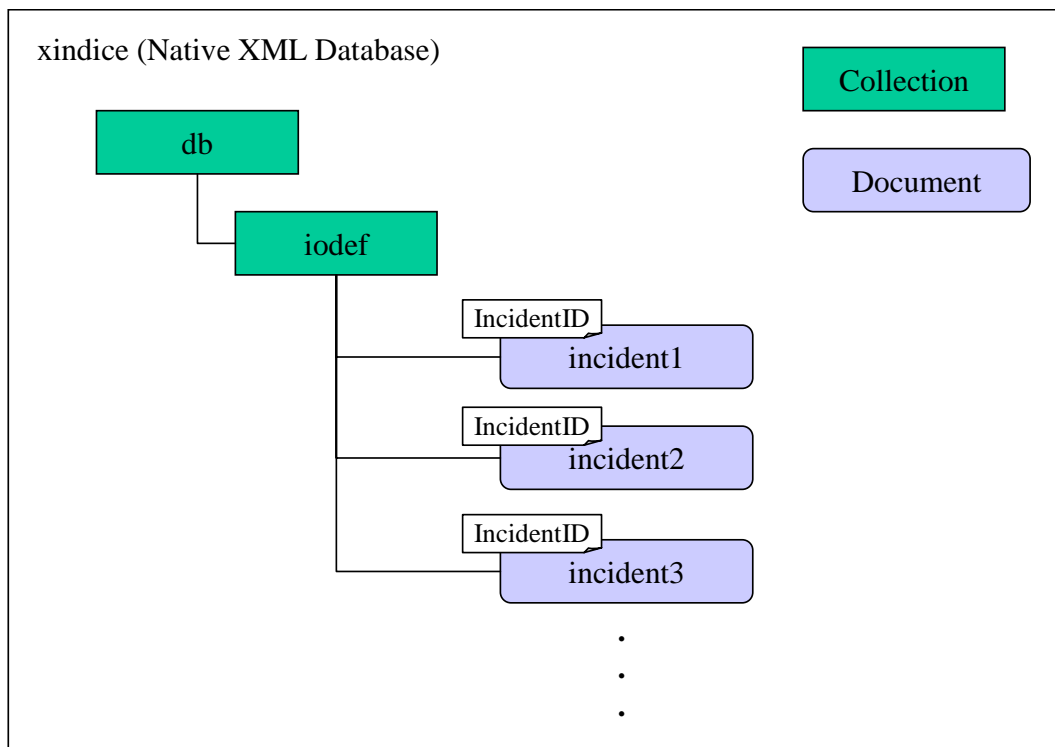 xindice (Native XML Database)
Collection
db
Document
iodef
IncidentID
incident1
IncidentID
incident2
IncidentID
incident3
.
.
.